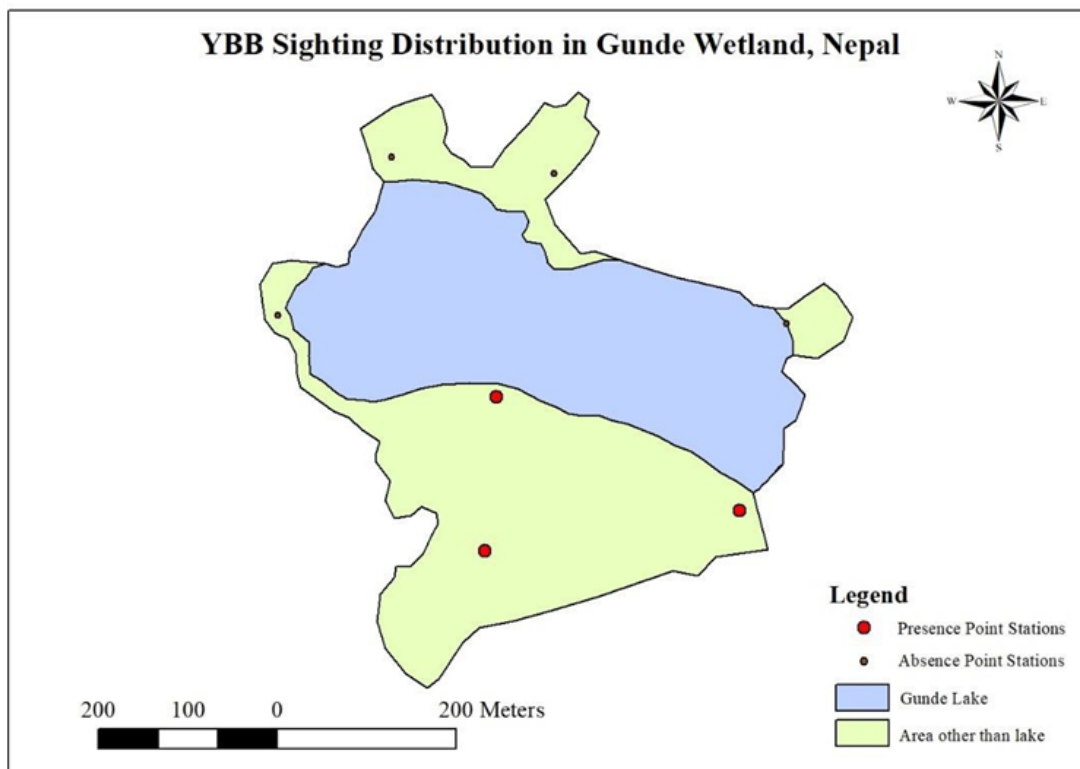 YBB Sighting Distribution in Gunde Wetland, Nepal
N
W E
S
Legend
Presence Point Stations
Absence Point Stations
Gunde Lake
Area other than lake
200 100 0 200 Meters